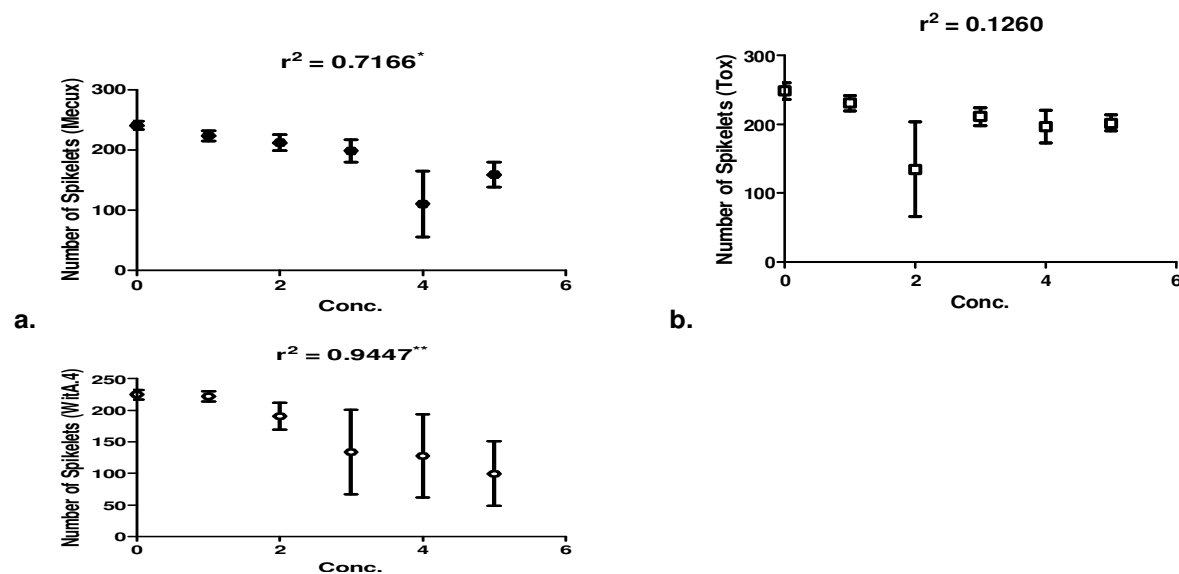 r² = 0.7166*
Number of Spikelets (Mecux)
300
200
100
0
0 2 4 6
Conc.
a.
r² = 0.1260
Number of Spikelets (Tox)
300
200
100
0
0 2 4 6
Conc.
b.
r² = 0.9447**
Number of Spikelets (WitA.4)
250
200
150
100
50
0
0 2 4 6
Conc.